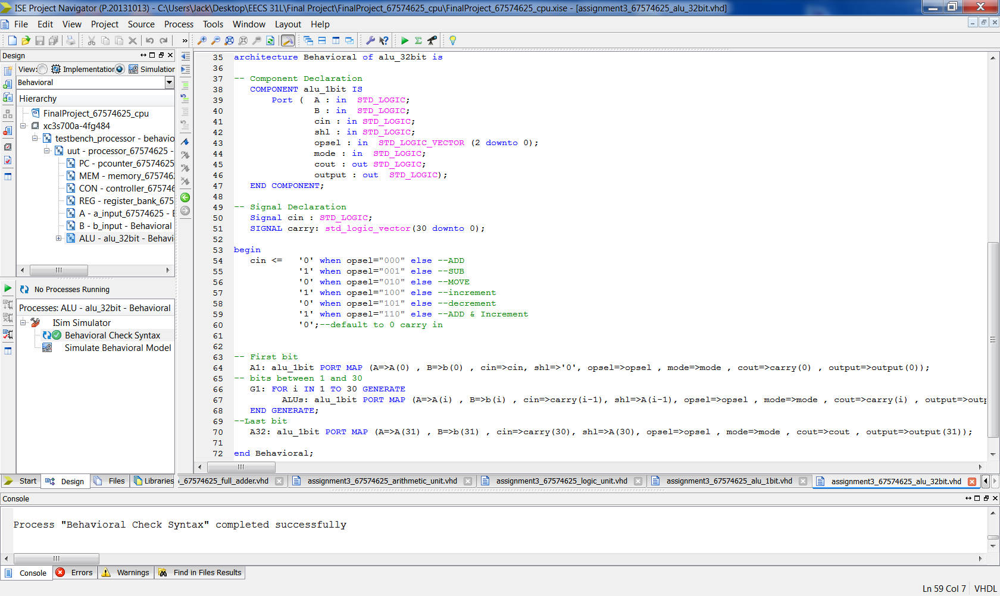 ISE Project Navigator (P.20131013) - C:\Users\Jack\Desktop\EECS 31L\Final Project\FinalProject_67574625_cpu\FinalProject_67574625_cpu.xise - [assignment3_67574625_alu_32bit.vhd]
File Edit View Project Source Process Tools Window Layout Help
Design
View: Implementation Simulation
Behavioral
Hierarchy
FinalProject_67574625_cpu
xc3s700a-4fg484
testbench_processor - behavio
uut - processor_67574625 -
PC - pcounter_67574625
MEM - memory_675746
CON - controller_675746
REG - register_bank_675
A - a_input_67574625 - B
B - b_input - Behavioral
ALU - alu_32bit - Behavi
No Processes Running
Processes: ALU - alu_32bit - Behavioral
ISim Simulator
Behavioral Check Syntax
Simulate Behavioral Model
Start Design Files Libraries
35 architecture Behavioral of alu_32bit is
36
37 -- Component Declaration
38 COMPONENT alu_1bit IS
39 Port ( A : in STD_LOGIC;
40 B : in STD_LOGIC;
41 cin : in STD_LOGIC;
42 shl : in STD_LOGIC;
43 opsel : in STD_LOGIC_VECTOR (2 downto 0);
44 mode : in STD_LOGIC;
45 cout : out STD_LOGIC;
46 output : out STD_LOGIC);
47 END COMPONENT;
48
49 -- Signal Declaration
50 Signal cin : STD_LOGIC;
51 SIGNAL carry: std_logic_vector(30 downto 0);
52
53 begin
54 cin <= '0' when opsel="000" else --ADD
55 '1' when opsel="001" else --SUB
56 '0' when opsel="010" else --MOVE
57 '1' when opsel="100" else --increment
58 '0' when opsel="101" else --decrement
59 '1' when opsel="110" else --ADD & Increment
60 '0';--default to 0 carry in
61
62
63 -- First bit
64 A1: alu_1bit PORT MAP (A=>A(0) , B=>b(0) , cin=>cin, shl=>'0', opsel=>opsel , mode=>mode , cout=>carry(0) , output=>output(0));
65 -- bits between 1 and 30
66 G1: FOR i IN 1 TO 30 GENERATE
67 ALUs: alu_1bit PORT MAP (A=>A(i) , B=>b(i) , cin=>carry(i-1), shl=>A(i-1), opsel=>opsel , mode=>mode , cout=>carry(i) , output=>outp
68 END GENERATE;
69 --Last bit
70 A32: alu_1bit PORT MAP (A=>A(31) , B=>b(31) , cin=>carry(30), shl=>A(30), opsel=>opsel , mode=>mode , cout=>cout , output=>output(31));
71
72 end Behavioral;
_67574625_full_adder.vhd assignment3_67574625_arithmetic_unit.vhd assignment3_67574625_logic_unit.vhd assignment3_67574625_alu_1bit.vhd assignment3_67574625_alu_32bit.vhd
Console
Process "Behavioral Check Syntax" completed successfully
Console Errors Warnings Find in Files Results
Ln 59 Col 7 VHDL